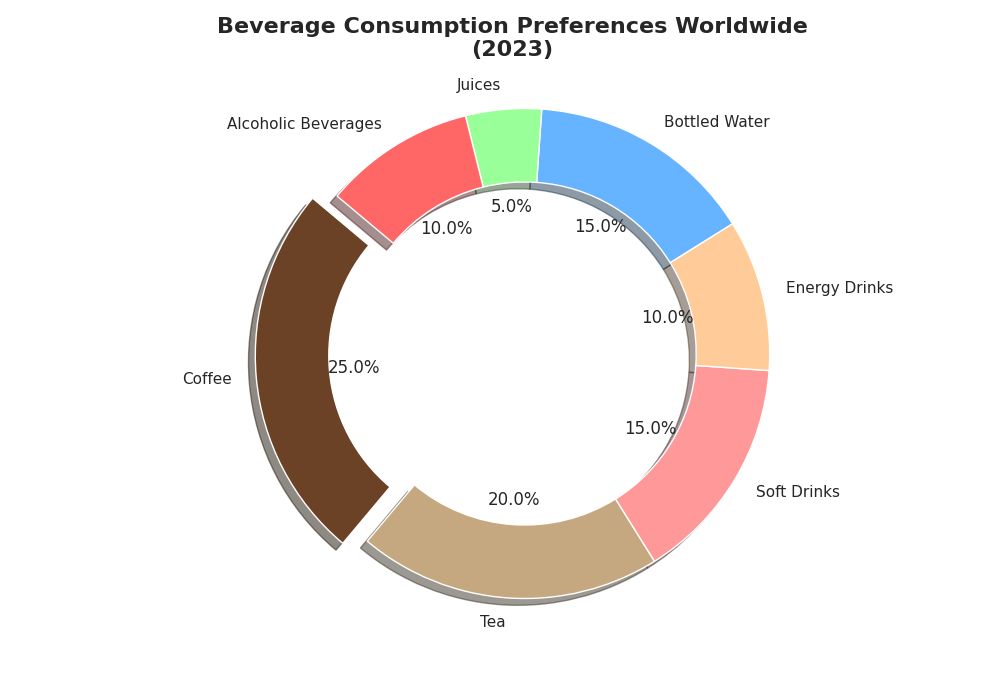 Beverage Consumption Preferences Worldwide
(2023)
Juices
Alcoholic Beverages
Bottled Water
5.0%
10.0%
15.0%
Energy Drinks
10.0%
Coffee
25.0%
15.0%
Soft Drinks
20.0%
Tea